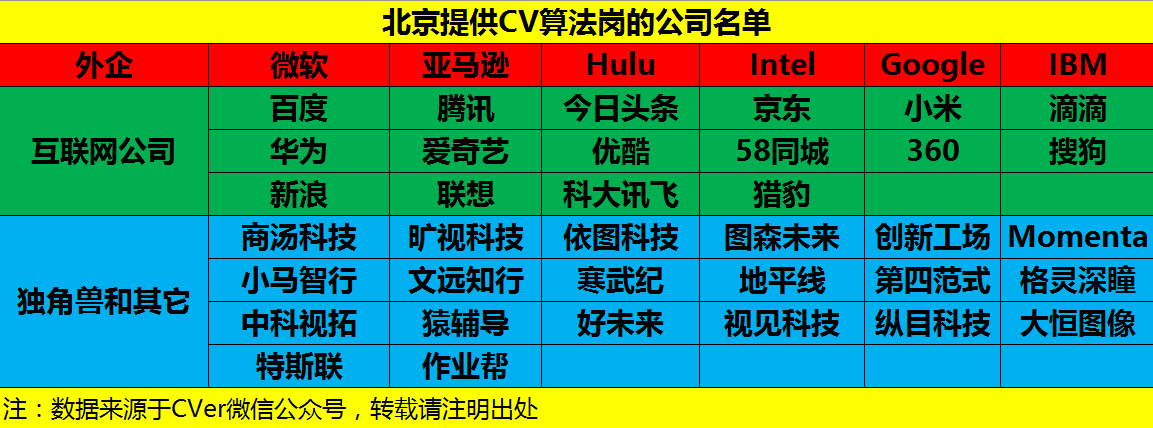 北京提供CV算法岗的公司名单
外企 微软 亚马逊 Hulu Intel Google IBM
百度 腾讯 今日头条 京东 小米 滴滴
互联网公司 华为 爱奇艺 优酷 58同城 360 搜狗
新浪 联想 科大讯飞 猎豹
商汤科技 旷视科技 依图科技 图森未来 创新工场 Momenta
小马智行 文远知行 寒武纪 地平线 第四范式 格灵深瞳
独角兽和其它
中科视拓 猿辅导 好未来 视见科技 纵目科技 大恒图像
特斯联 作业帮
注：数据来源于CVer微信公众号，转载请注明出处